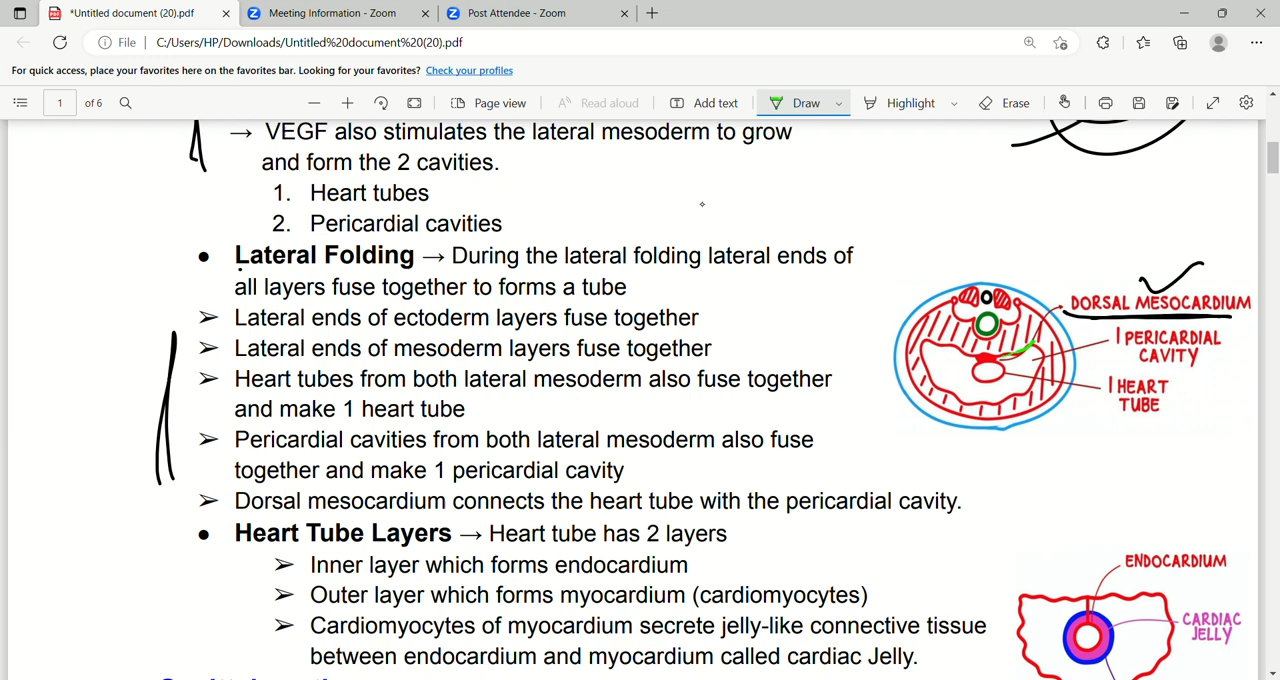 *Untitled document (20).pdf
Meeting Information - Zoom
Post Attendee - Zoom
File
C:/Users/HP/Downloads/Untitled%20document%20(20).pdf
For quick access, place your favorites here on the favorites bar. Looking for your favorites? Check your profiles
1 of 6
Page view
Read aloud
Add text
Draw
Highlight
Erase
→ VEGF also stimulates the lateral mesoderm to grow
and form the 2 cavities.
1. Heart tubes
2. Pericardial cavities
● Lateral Folding → During the lateral folding lateral ends of
all layers fuse together to forms a tube
➢ Lateral ends of ectoderm layers fuse together
➢ Lateral ends of mesoderm layers fuse together
➢ Heart tubes from both lateral mesoderm also fuse together
and make 1 heart tube
➢ Pericardial cavities from both lateral mesoderm also fuse
together and make 1 pericardial cavity
➢ Dorsal mesocardium connects the heart tube with the pericardial cavity.
DORSAL MESOCARDIUM
1 PERICARDIAL
CAVITY
1 HEART
TUBE
● Heart Tube Layers → Heart tube has 2 layers
➢ Inner layer which forms endocardium
➢ Outer layer which forms myocardium (cardiomyocytes)
➢ Cardiomyocytes of myocardium secrete jelly-like connective tissue
between endocardium and myocardium called cardiac Jelly.
ENDOCARDIUM
CARDIAC
JELLY